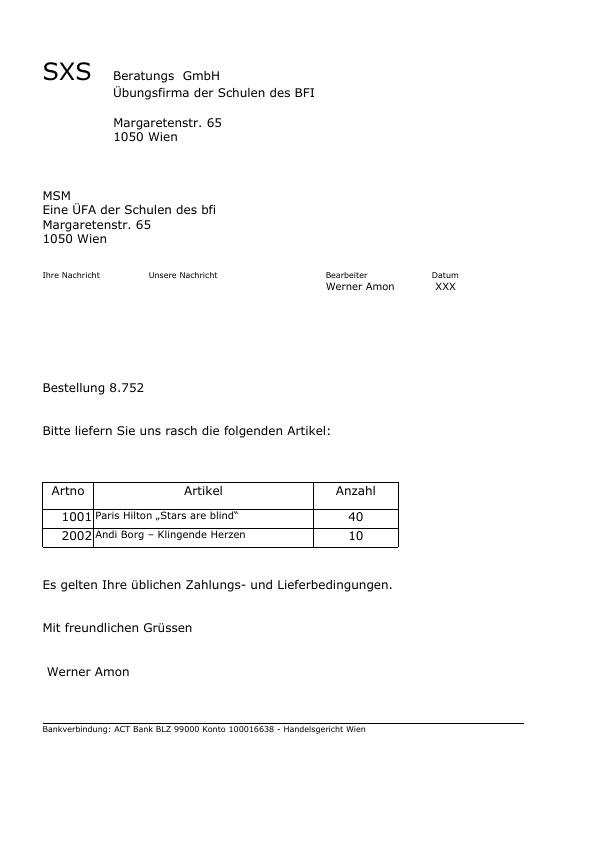 SXS Beratungs GmbH
Übungsfirma der Schulen des BFI
Margaretenstr. 65
1050 Wien
MSM
Eine ÜFA der Schulen des bfi
Margaretenstr. 65
1050 Wien
Ihre Nachricht Unsere Nachricht Bearbeiter Datum
Werner Amon XXX
Bestellung 8.752
Bitte liefern Sie uns rasch die folgenden Artikel:
Artno Artikel Anzahl
1001 Paris Hilton „Stars are blind“ 40
2002 Andi Borg – Klingende Herzen 10
Es gelten Ihre üblichen Zahlungs- und Lieferbedingungen.
Mit freundlichen Grüssen
Werner Amon
Bankverbindung: ACT Bank BLZ 99000 Konto 100016638 - Handelsgericht Wien